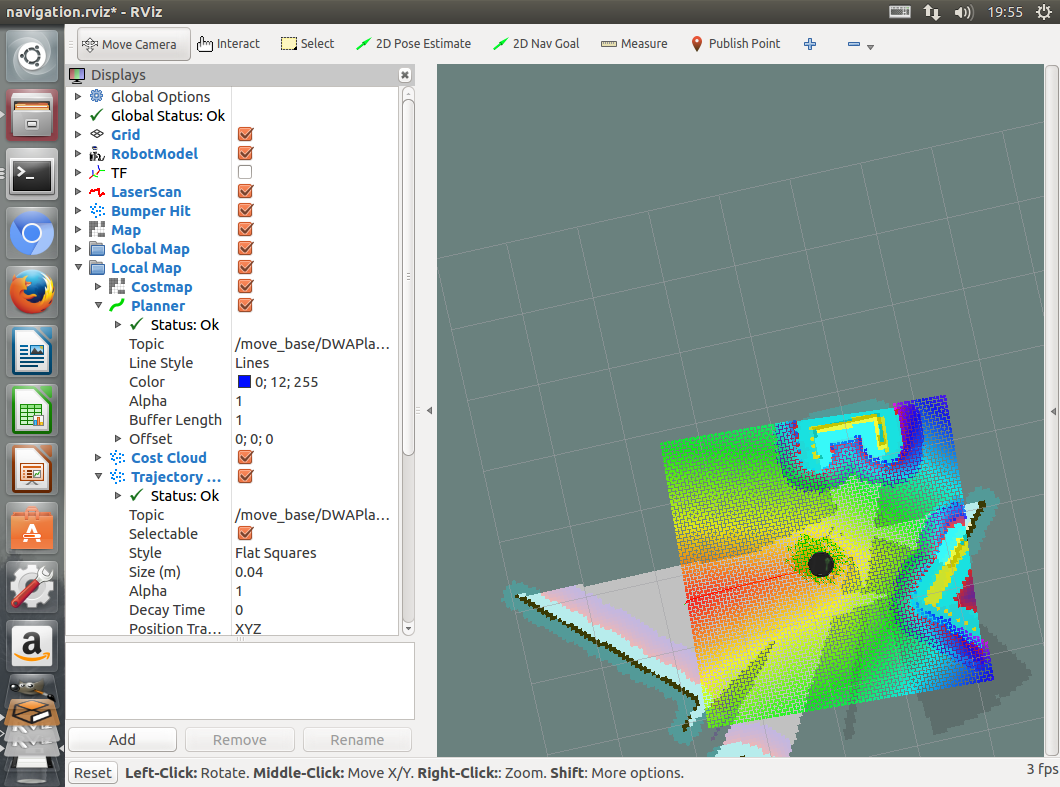 navigation.rviz* - RViz
19:55
Move Camera Interact Select 2D Pose Estimate 2D Nav Goal Measure Publish Point
Displays
Global Options
Global Status: Ok
Grid
RobotModel
TF
LaserScan
Bumper Hit
Map
Global Map
Local Map
Costmap
Planner
Status: Ok
Topic /move_base/DWAPla...
Line Style Lines
Color 0; 12; 255
Alpha 1
Buffer Length 1
Offset 0; 0; 0
Cost Cloud
Trajectory ...
Status: Ok
Topic /move_base/DWAPla...
Selectable
Style Flat Squares
Size (m) 0.04
Alpha 1
Decay Time 0
Position Tra... XYZ
Add Remove Rename
Reset Left-Click: Rotate. Middle-Click: Move X/Y. Right-Click:: Zoom. Shift: More options. 3 fps